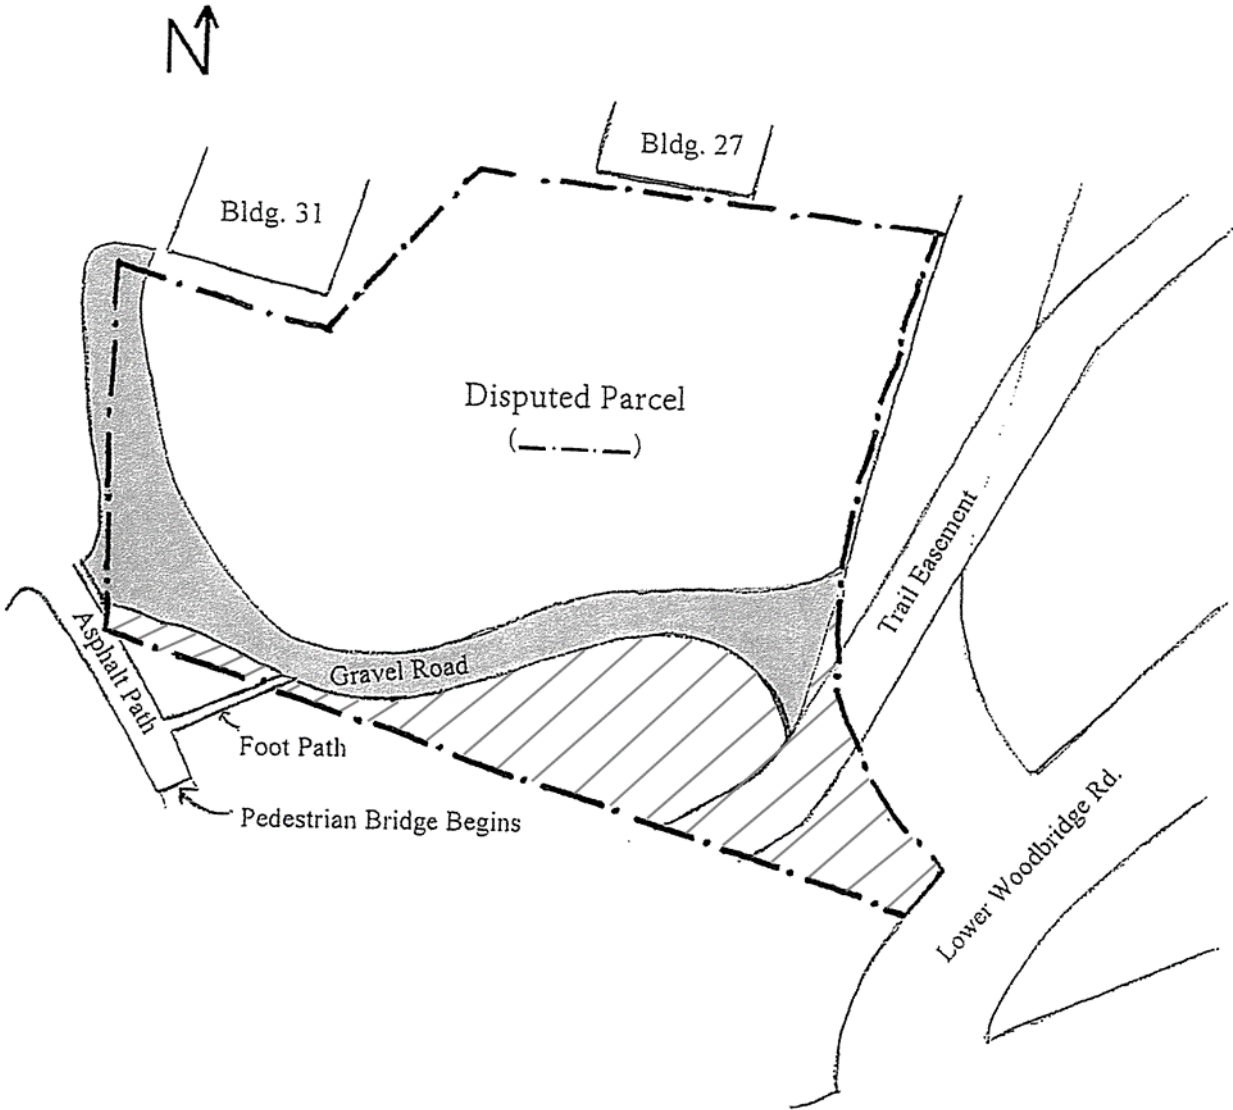 N
Bldg. 27
Bldg. 31
Disputed Parcel
(                    )
Trail Easement
Asphalt Path
Gravel Road
Foot Path
Pedestrian Bridge Begins
Lower Woodbridge Rd.